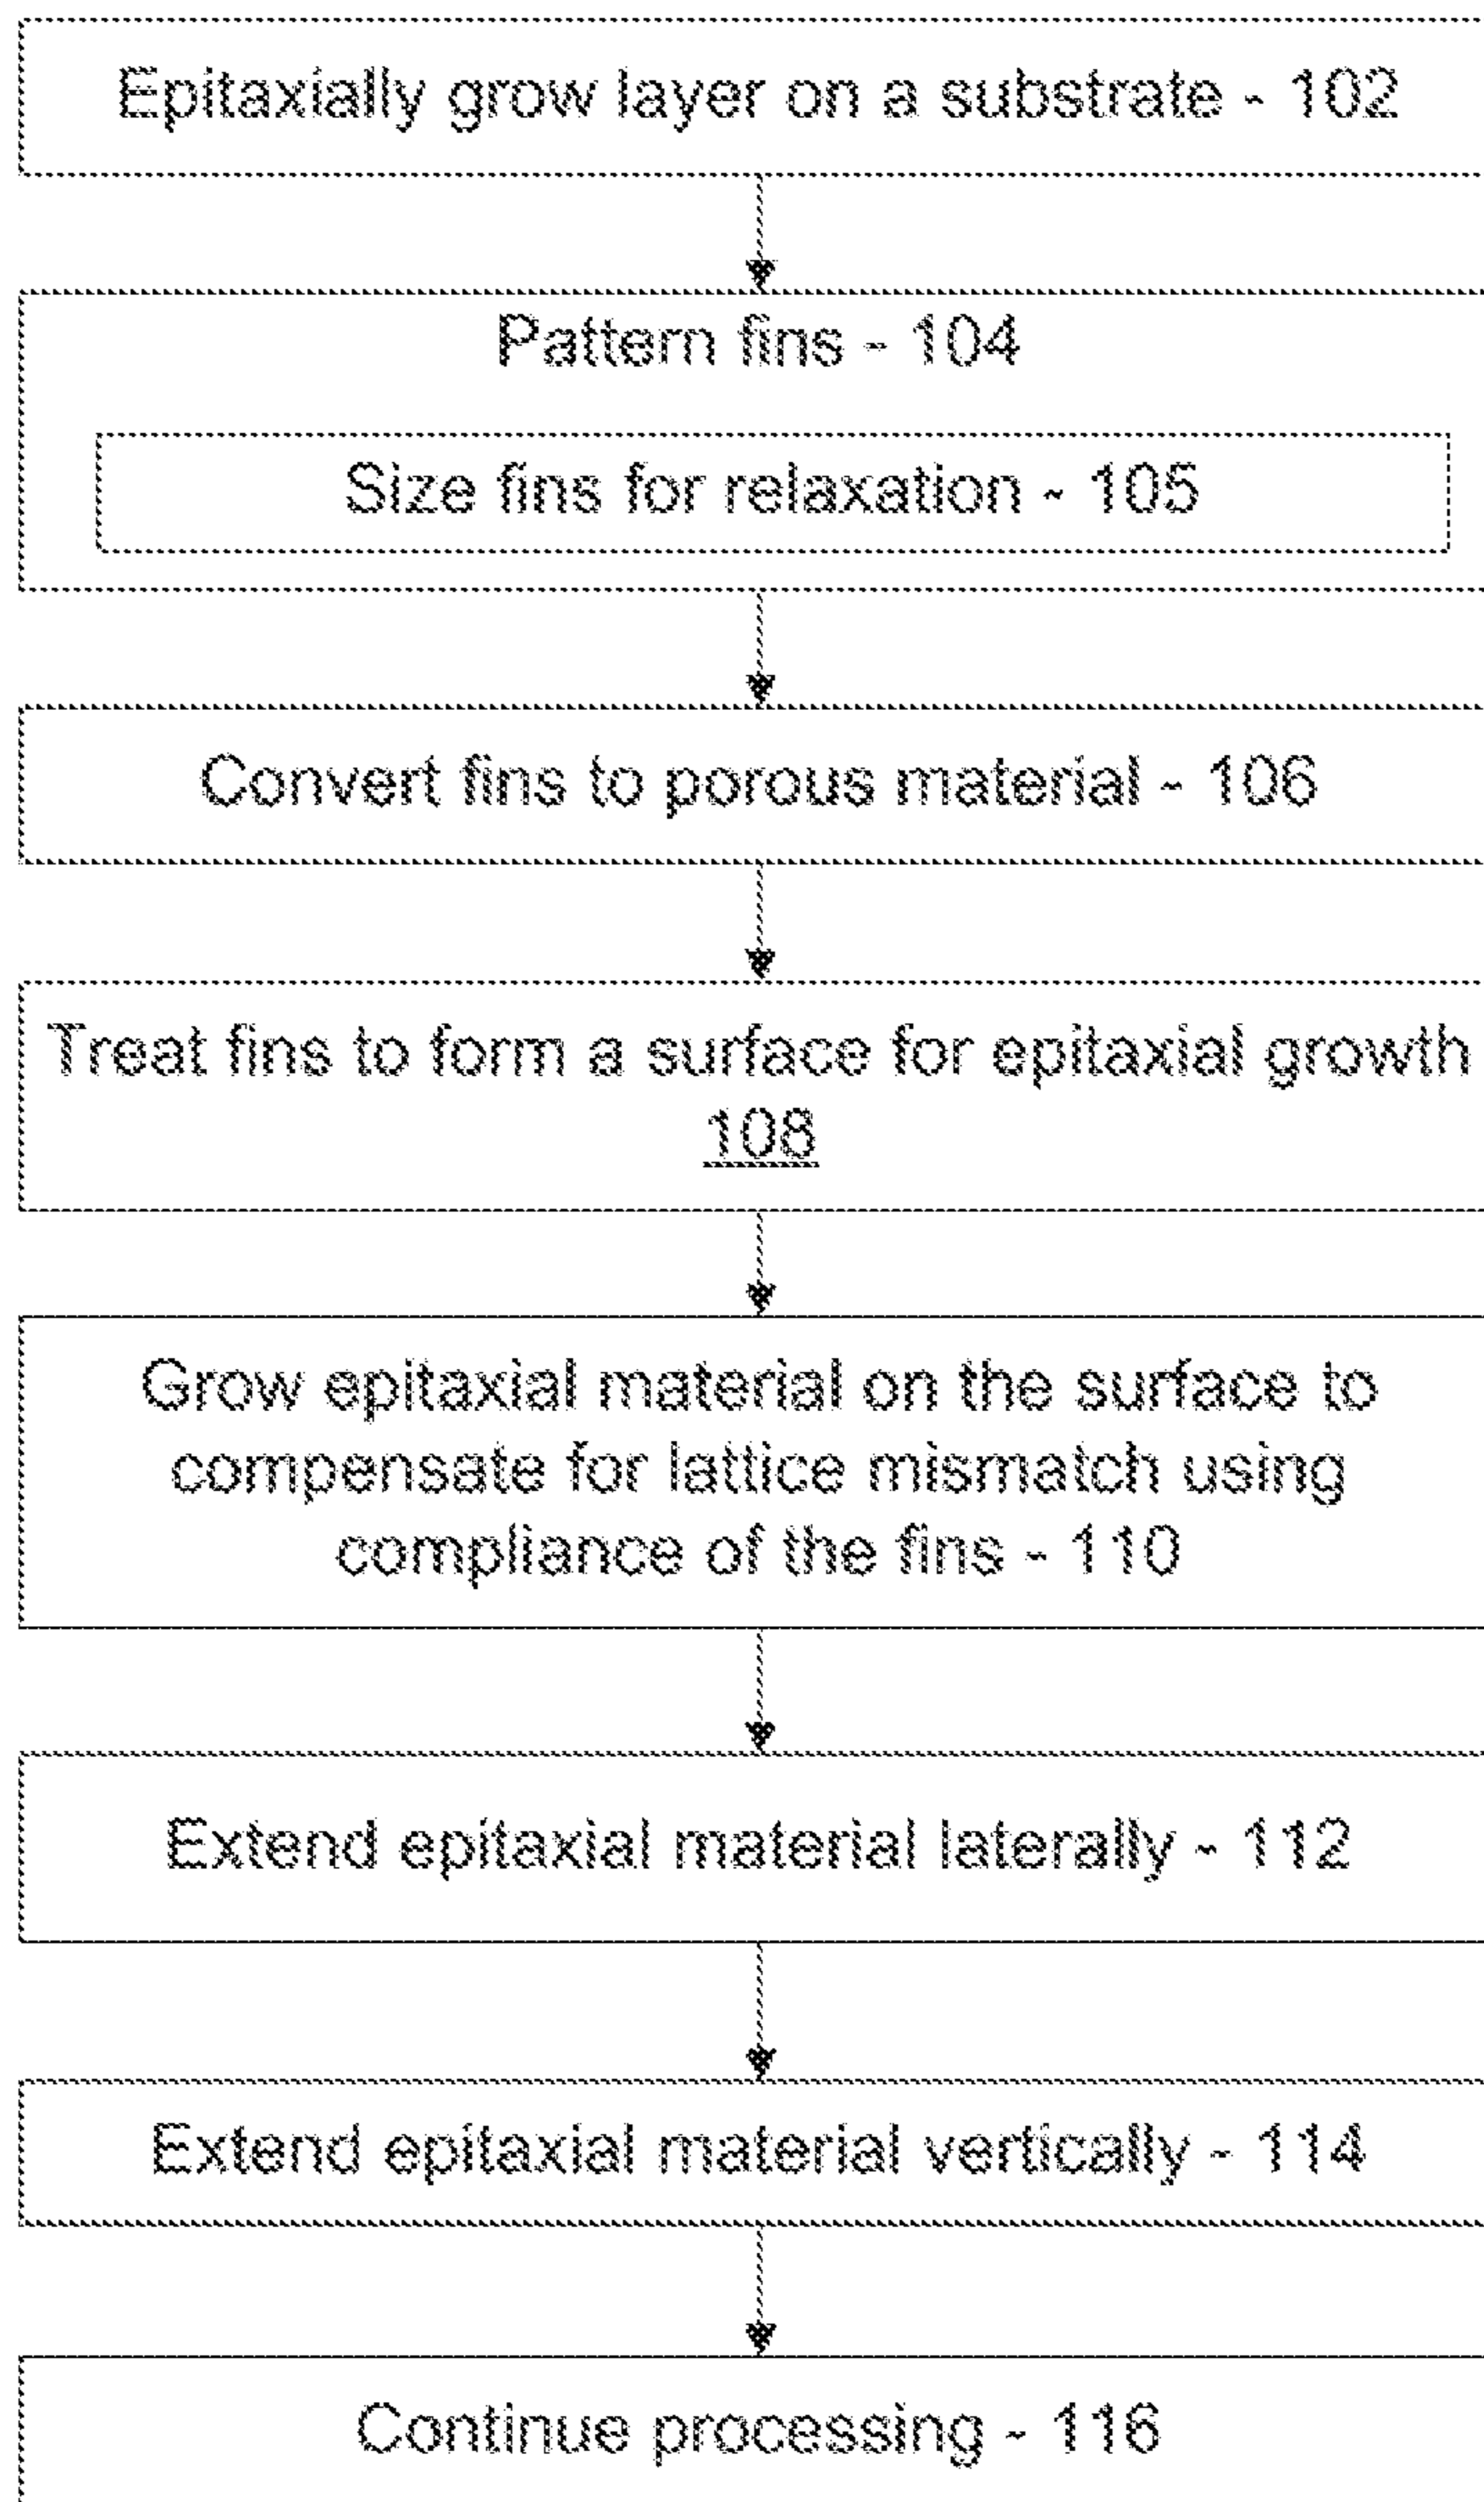 Epitaxially grow layer on a substrate - 102
Pattern fins - 104
Size fins for relaxation - 105
Convert fins to porous material - 106
Treat fins to form a surface for epitaxial growth
108
Grow epitaxial material on the surface to
compensate for lattice mismatch using
compliance of the fins - 110
Extend epitaxial material laterally - 112
Extend epitaxial material vertically - 114
Continue processing - 116